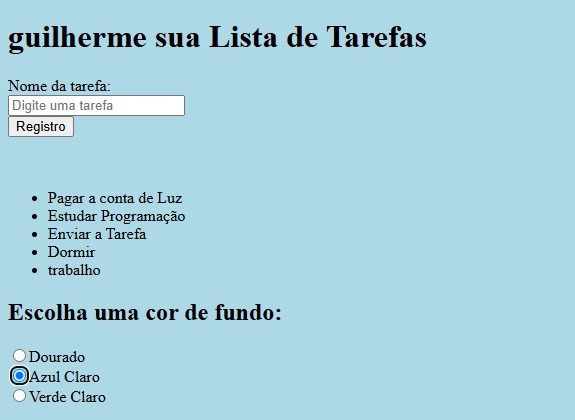 guilherme sua Lista de Tarefas
Nome da tarefa:
Digite uma tarefa
Registro
Pagar a conta de Luz
Estudar Programação
Enviar a Tarefa
Dormir
trabalho
Escolha uma cor de fundo:
Dourado
Azul Claro
Verde Claro